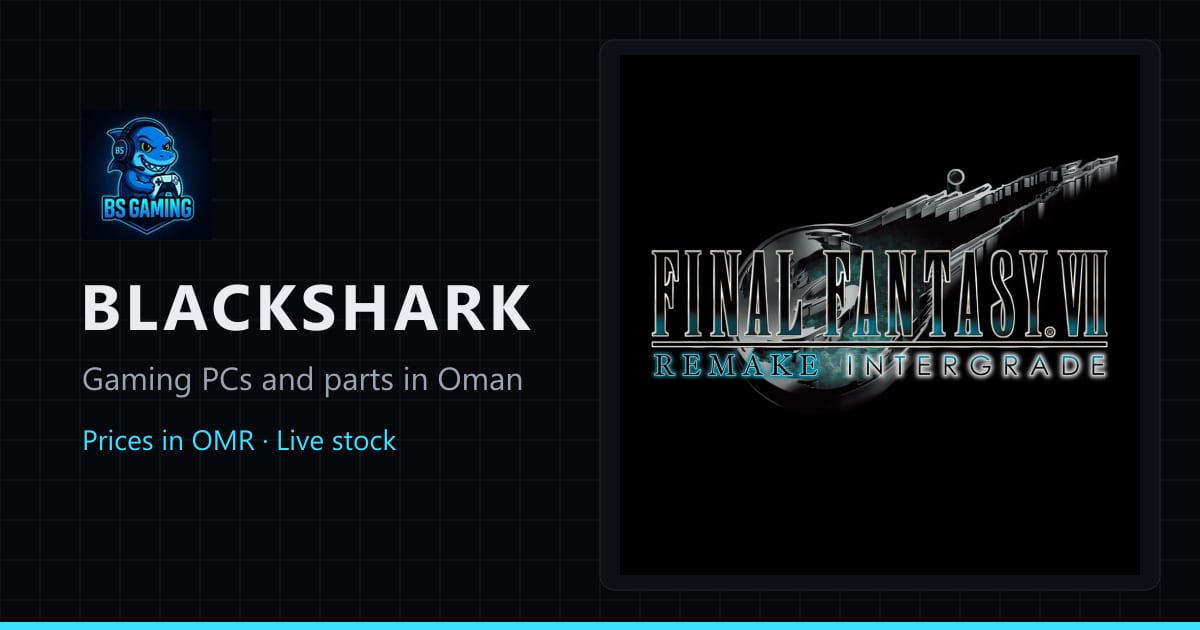 BS
BS GAMING
BLACKSHARK
Gaming PCs and parts in Oman
Prices in OMR · Live stock
FINAL FANTASY® VII
REMAKE INTERGRADE